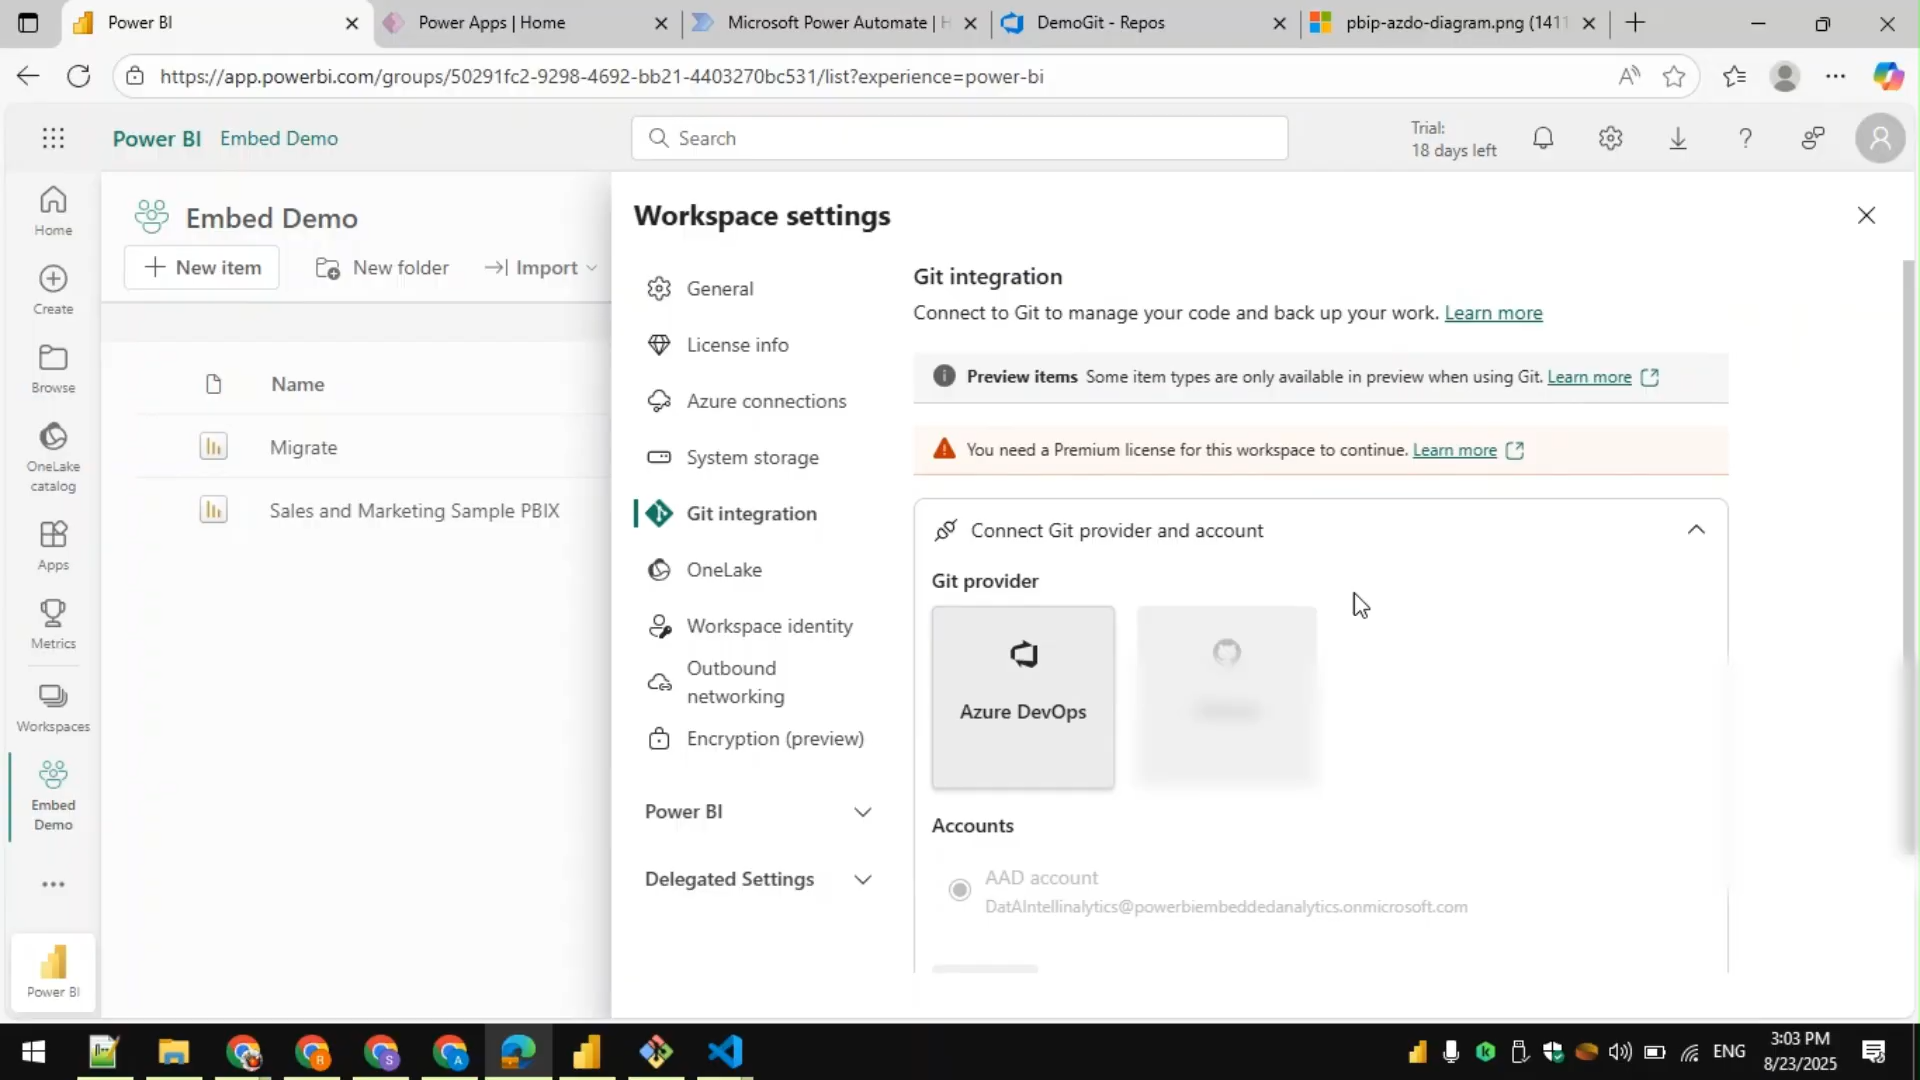 Power BI
Power Apps | Home
Microsoft Power Automate | H
DemoGit - Repos
pbip-azdo-diagram.png (1411
https://app.powerbi.com/groups/50291fc2-9298-4692-bb21-4403270bc531/list?experience=power-bi
Power BI Embed Demo
Search
Trial:
18 days left
Home
Create
Browse
OneLake
catalog
Apps
Metrics
Workspaces
Embed
Demo
Power BI
Embed Demo
New item
New folder
Import
Name
Migrate
Sales and Marketing Sample PBIX
Workspace settings
General
License info
Azure connections
System storage
Git integration
OneLake
Workspace identity
Outbound
networking
Encryption (preview)
Power BI
Delegated Settings
Git integration
Connect to Git to manage your code and back up your work. Learn more
Preview items Some item types are only available in preview when using Git. Learn more
You need a Premium license for this workspace to continue. Learn more
Connect Git provider and account
Git provider
Azure DevOps
Accounts
AAD account
DatAIntellinalytics@powerbiembeddedanalytics.onmicrosoft.com
ENG
3:03 PM
8/23/2025